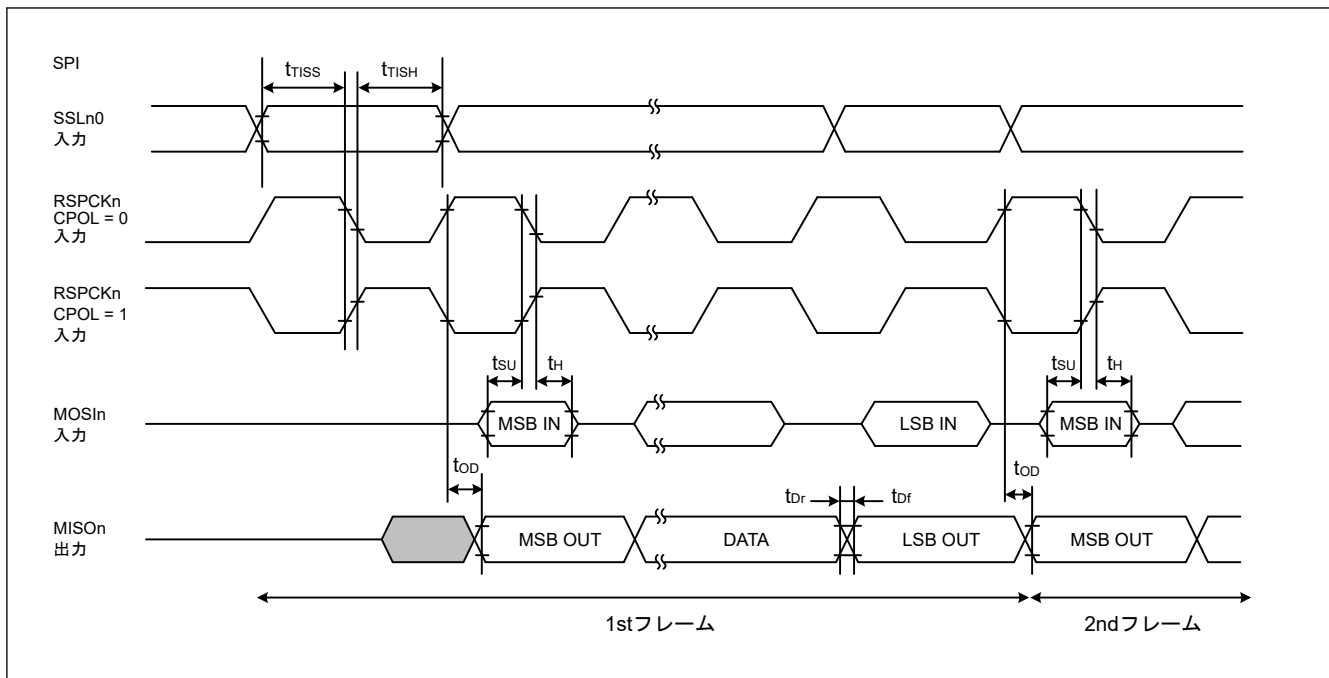 SPI
tTISS
tTISH
SSLn0
入力
RSPCKn
CPOL = 0
入力
RSPCKn
CPOL = 1
入力
tSU
tH
tSU
tH
MOSIn
入力
MSB IN
LSB IN
MSB IN
tOD
tDr
tDf
tOD
MISOn
出力
MSB OUT
DATA
LSB OUT
MSB OUT
1stフレーム
2ndフレーム